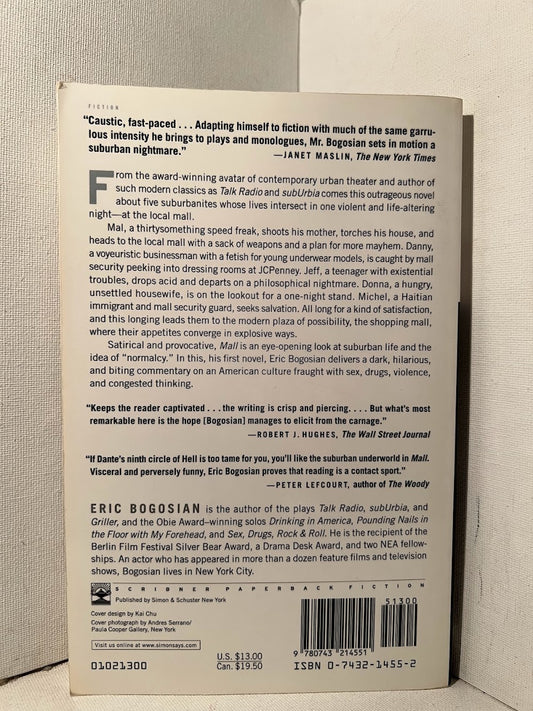 FICTION
“Caustic, fast-paced . . . Adapting himself to fiction with much of the same garru-
lous intensity he brings to plays and monologues, Mr. Bogosian sets in motion a
suburban nightmare.”
—JANET MASLIN, The New York Times
From the award-winning avatar of contemporary urban theater and author of
such modern classics as Talk Radio and subUrbia comes this outrageous novel
about five suburbanites whose lives intersect in one violent and life-altering
night—at the local mall.
Mal, a thirtysomething speed freak, shoots his mother, torches his house, and
heads to the local mall with a sack of weapons and a plan for more mayhem. Danny,
a voyeuristic businessman with a fetish for young underwear models, is caught by mall
security peeking into dressing rooms at JCPenney. Jeff, a teenager with existential
troubles, drops acid and departs on a philosophical nightmare. Donna, a hungry,
unsettled housewife, is on the lookout for a one-night stand. Michel, a Haitian
immigrant and mall security guard, seeks salvation. All long for a kind of satisfaction,
and this longing leads them to the modern plaza of possibility, the shopping mall,
where their appetites converge in explosive ways.
Satirical and provocative, Mall is an eye-opening look at suburban life and the
idea of “normalcy.” In this, his first novel, Eric Bogosian delivers a dark, hilarious,
and biting commentary on an American culture fraught with sex, drugs, violence,
and congested thinking.
“Keeps the reader captivated . . . the writing is crisp and piercing. . . . But what’s most
remarkable here is the hope [Bogosian] manages to elicit from the carnage.”
—ROBERT J. HUGHES, The Wall Street Journal
“If Dante’s ninth circle of Hell is too tame for you, you’ll like the suburban underworld in Mall.
Visceral and perversely funny, Eric Bogosian proves that reading is a contact sport.”
—PETER LEFCOURT, author of The Woody
ERIC BOGOSIAN is the author of the plays Talk Radio, subUrbia, and
Griller, and the Obie Award–winning solos Drinking in America, Pounding Nails in
the Floor with My Forehead, and Sex, Drugs, Rock & Roll. He is the recipient of the
Berlin Film Festival Silver Bear Award, a Drama Desk Award, and two NEA fellow-
ships. An actor who has appeared in more than a dozen feature films and television
shows, Bogosian lives in New York City.
SCRIBNER PAPERBACK FICTION
Published by Simon & Schuster New York
Cover design by Kai Chu
Cover photograph by Andres Serrano/
Paula Cooper Gallery, New York
Visit us online at www.simonsays.com
01021300
U.S. $13.00
Can. $19.50
51300
9 780743 214551
ISBN 0-7432-1455-2